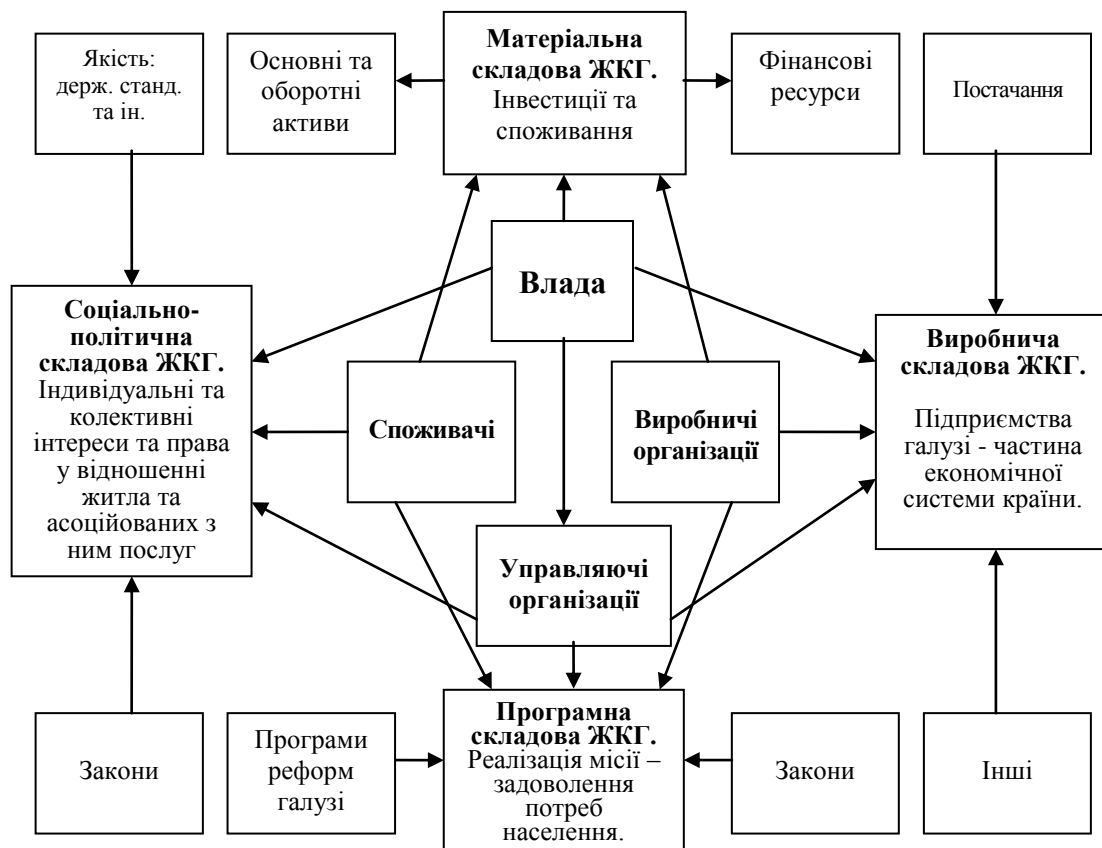 Якість:
держ. станд.
та ін.
Основні та
оборотні
активи
Матеріальна
складова ЖКГ.
Інвестиції та
споживання
Фінансові
ресурси
Постачання
Влада
Соціально-
політична
складова ЖКГ.
Індивідуальні та
колективні
інтереси та права
у відношенні
житла та
асоційованих з
ним послуг
Споживачі
Виробничі
організації
Виробнича
складова ЖКГ.
Підприємства
галузі - частина
економічної
системи країни.
Управляючі
організації
Закони
Програми
реформ
галузі
Програмна
складова ЖКГ.
Реалізація місії –
задоволення
потреб
населення.
Закони
Інші